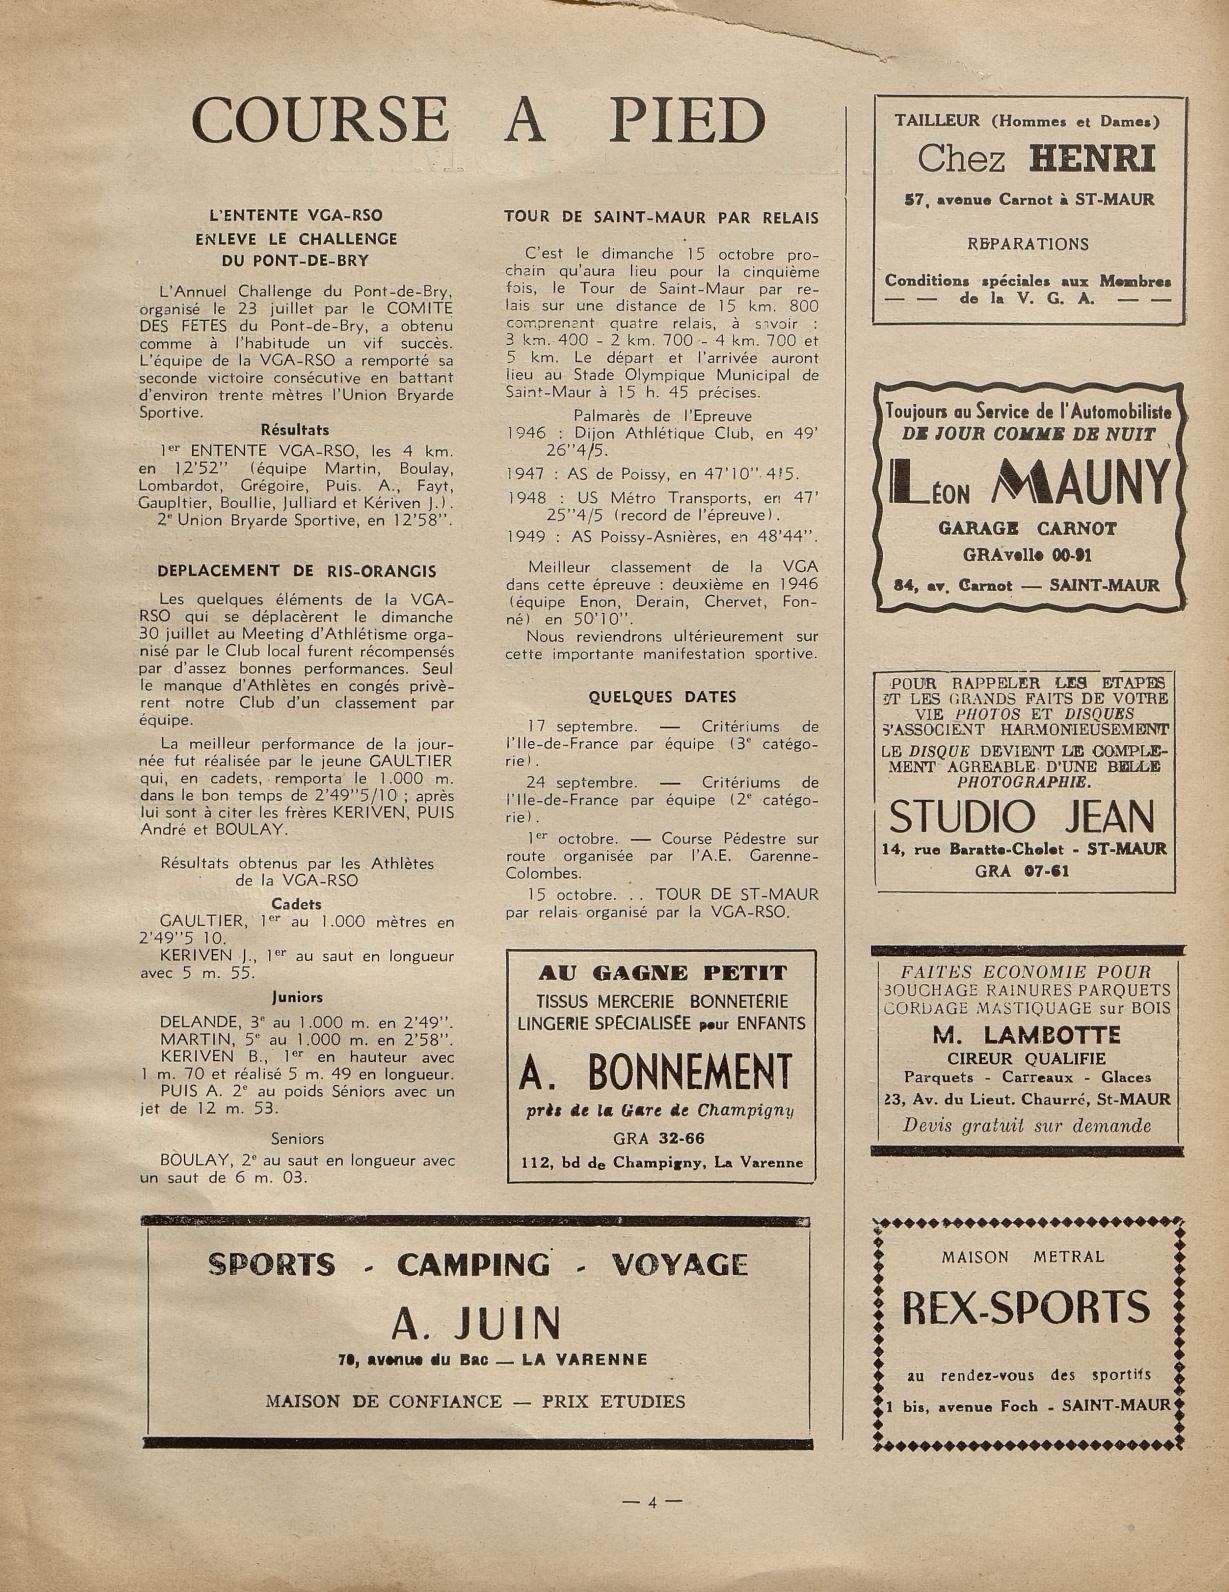 COURSE A PIED
L'ENTENTE VGA-RSO
ENLEVE LE CHALLENGE
DU PONT-DE-BRY
L'Annuel Challenge du Pont-de-Bry,
organisé le 23 juillet par le COMITE
DES FETES du Pont-de-Bry, a obtenu
comme à l'habitude un vif succès.
L'équipe de la VGA-RSO a remporté sa
seconde victoire consécutive en battant
d'environ trente mètres l'Union Bryarde
Sportive.
Résultats
1er ENTENTE VGA-RSO, les 4 km.
en 12'52'' (équipe Martin, Boulay,
Lombardot, Grégoire, Puis. A., Fayt,
Gaupltier, Boullie, Julliard et Kériven J.).
2e Union Bryarde Sportive, en 12'58''.
DEPLACEMENT DE RIS-ORANGIS
Les quelques éléments de la VGA-
RSO qui se déplacèrent le dimanche
30 juillet au Meeting d'Athlétisme orga-
nisé par le Club local furent récompensés
par d'assez bonnes performances. Seul
le manque d'Athlètes en congés privè-
rent notre Club d'un classement par
équipe.
La meilleur performance de la jour-
née fut réalisée par le jeune GAULTIER
qui, en cadets, remporta le 1.000 m.
dans le bon temps de 2'49''5/10 ; après
lui sont à citer les frères KERIVEN, PUIS
André et BOULAY.
Résultats obtenus par les Athlètes
de la VGA-RSO
Cadets
GAULTIER, 1er au 1.000 mètres en
2'49''5 10.
KERIVEN J., 1er au saut en longueur
avec 5 m. 55.
Juniors
DELANDE, 3e au 1.000 m. en 2'49''.
MARTIN, 5e au 1.000 m. en 2'58''.
KERIVEN B., 1er en hauteur avec
1 m. 70 et réalisé 5 m. 49 en longueur.
PUIS A. 2e au poids Séniors avec un
jet de 12 m. 53.
Seniors
BOULAY, 2e au saut en longueur avec
un saut de 6 m. 03.
TOUR DE SAINT-MAUR PAR RELAIS
C'est le dimanche 15 octobre pro-
chain qu'aura lieu pour la cinquième
fois, le Tour de Saint-Maur par re-
lais sur une distance de 15 km. 800
comprenant quatre relais, à savoir :
3 km. 400 - 2 km. 700 - 4 km. 700 et
5 km. Le départ et l'arrivée auront
lieu au Stade Olympique Municipal de
Saint-Maur à 15 h. 45 précises.
Palmarès de l'Epreuve
1946 : Dijon Athlétique Club, en 49'
26''4/5.
1947 : AS de Poissy, en 47'10'' 4/5.
1948 : US Métro Transports, en 47'
25''4/5 (record de l'épreuve).
1949 : AS Poissy-Asnières, en 48'44''.
Meilleur classement de la VGA
dans cette épreuve : deuxième en 1946
(équipe Enon, Derain, Chervet, Fon-
né) en 50'10''.
Nous reviendrons ultérieurement sur
cette importante manifestation sportive.
QUELQUES DATES
17 septembre. — Critériums de
l'Ile-de-France par équipe (3e catégo-
rie).
24 septembre. — Critériums de
l'Ile-de-France par équipe (2e catégo-
rie).
1er octobre. — Course Pédestre sur
route organisée par l'A.E. Garenne-
Colombes.
15 octobre. . . TOUR DE ST-MAUR
par relais organisé par la VGA-RSO.
AU GAGNE PETIT
TISSUS MERCERIE BONNETERIE
LINGERIE SPÉCIALISÉE pour ENFANTS
A. BONNEMENT
près de la Gare de Champigny
GRA 32-66
112, bd de Champigny, La Varenne
SPORTS - CAMPING - VOYAGE
A. JUIN
70, avenue du Bac — LA VARENNE
MAISON DE CONFIANCE — PRIX ETUDIES
TAILLEUR (Hommes et Dames)
Chez HENRI
57, avenue Carnot à ST-MAUR
REPARATIONS
Conditions spéciales aux Membres
— — de la V. G. A. — —
Toujours au Service de l'Automobiliste
DE JOUR COMME DE NUIT
LÉON MAUNY
GARAGE CARNOT
GRAvelle 00-91
84, av. Carnot — SAINT-MAUR
POUR RAPPELER LES ETAPES
ET LES GRANDS FAITS DE VOTRE
VIE PHOTOS ET DISQUES
S'ASSOCIENT HARMONIEUSEMENT
LE DISQUE DEVIENT LE COMPLE-
MENT AGREABLE D'UNE BELLE
PHOTOGRAPHIE.
STUDIO JEAN
14, rue Baratte-Cholet - ST-MAUR
GRA 07-61
FAITES ECONOMIE POUR
BOUCHAGE RAINURES PARQUETS
CORDAGE MASTIQUAGE sur BOIS
M. LAMBOTTE
CIREUR QUALIFIE
Parquets - Carreaux - Glaces
23, Av. du Lieut. Chaurré, St-MAUR
Devis gratuit sur demande
MAISON METRAL
REX-SPORTS
au rendez-vous des sportifs
1 bis, avenue Foch - SAINT-MAUR
— 4 —